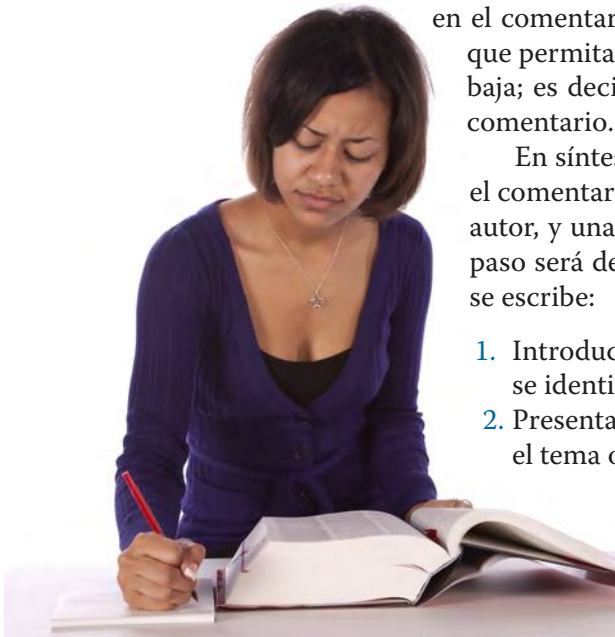 en el comentar
que permita
baja; es deci
comentario.
En síntes
el comentar
autor, y una
paso será de
se escribe:
1. Introduc
se identi
2. Presenta
el tema o